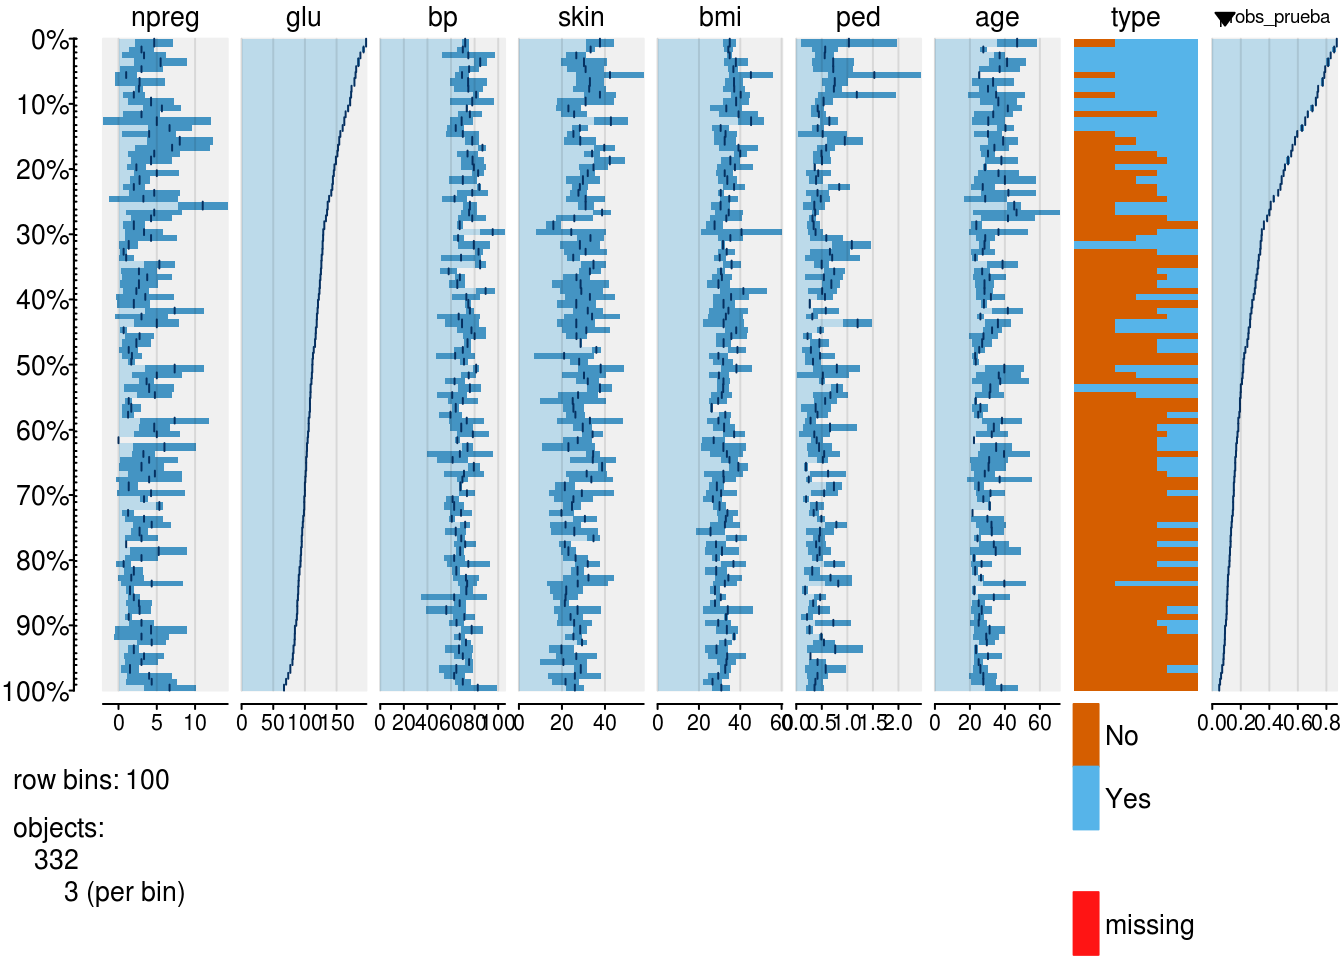 npreg glu bp skin bmi ped age type probs_prueba
0%
10%
20%
30%
40%
50%
60%
70%
80%
90%
100%
0 5 10 0 50 100 150 0 20 40 60 80 100 0 20 40 0 20 40 60 0.0 0.5 1.0 1.5 2.0 0 20 40 60 0.0 0.2 0.4 0.6 0.8
No
Yes
missing
row bins: 100
objects:
332
3 (per bin)